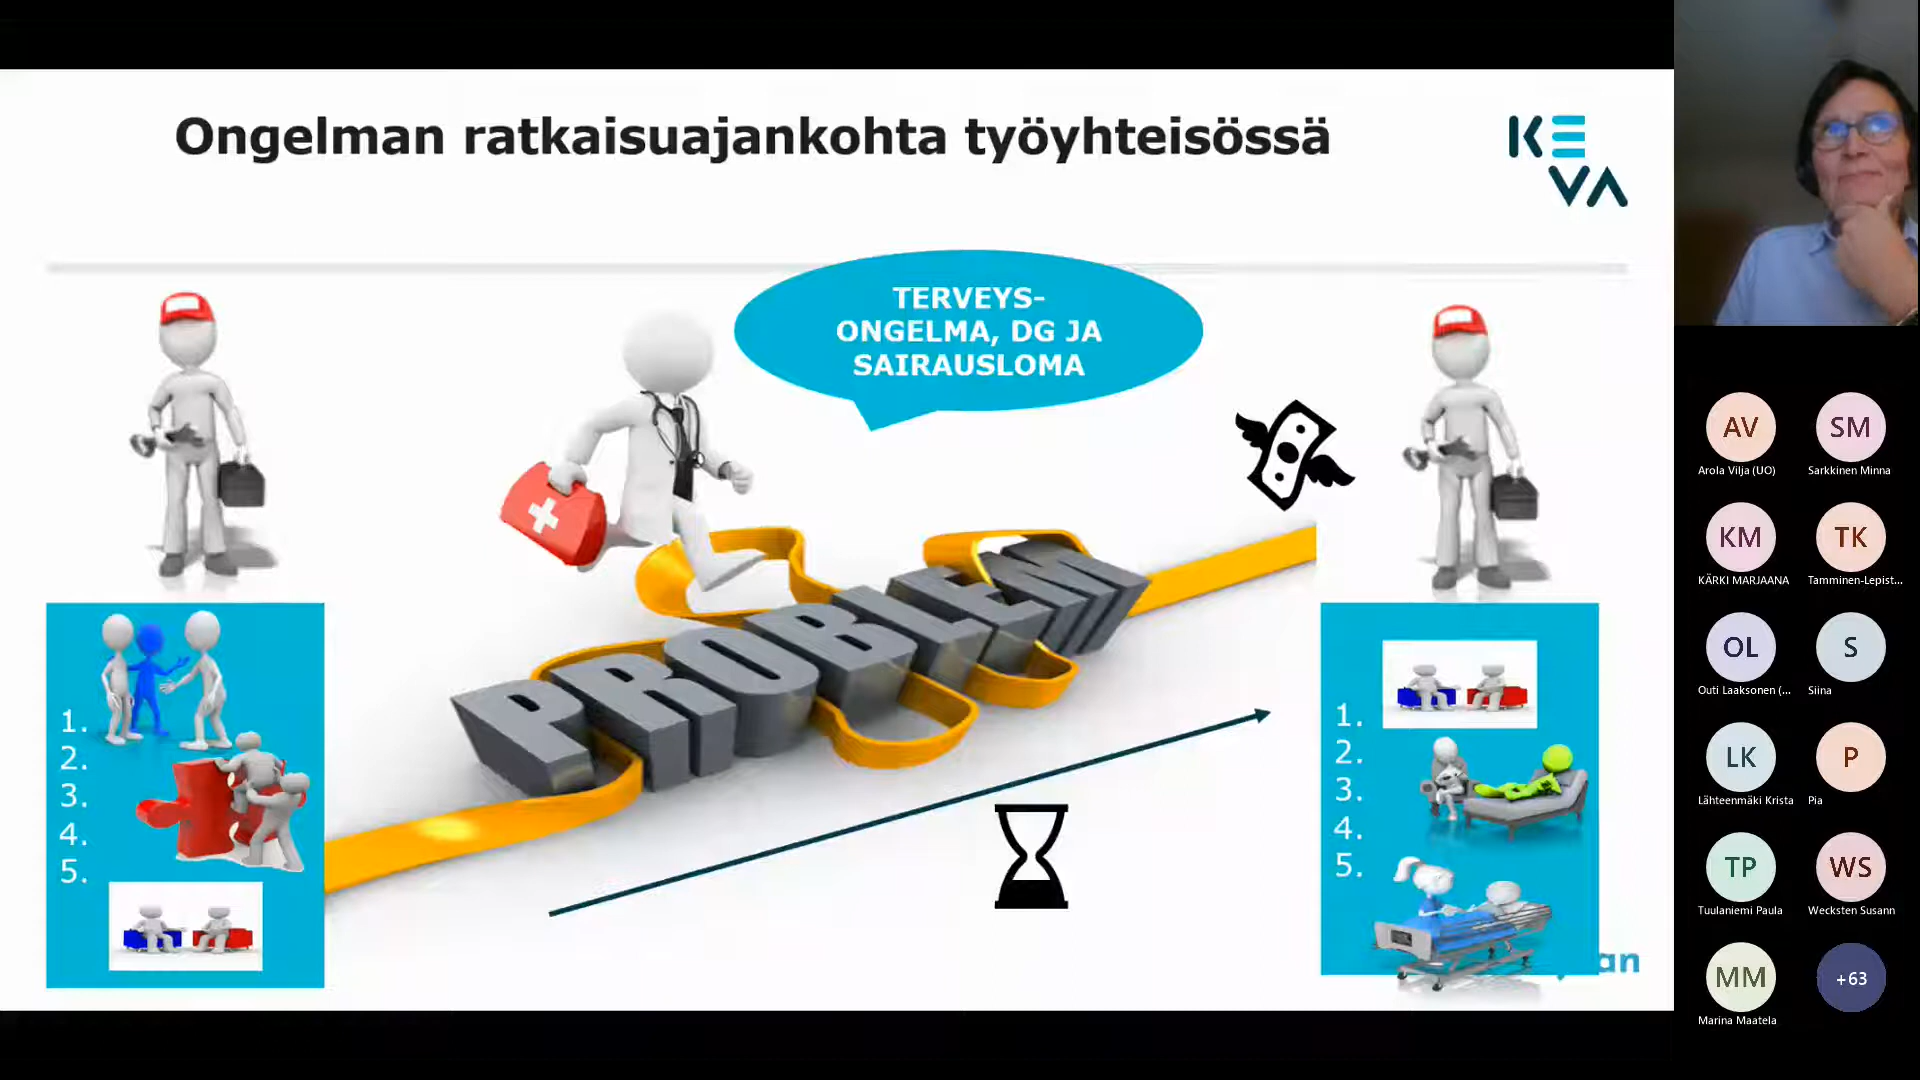 Ongelman ratkaisuajankohta työyhteisössä
KEVA
TERVEYS-
ONGELMA, DG JA
SAIRAUSLOMA
PROBLEM
1.
2.
3.
4.
5.
1.
2.
3.
4.
5.
an
AV
Arola Vilja (UO)
SM
Sarkkinen Minna
KM
KÄRKI MARJAANA
TK
Tamminen-Lepist...
OL
Outi Laaksonen (...
S
Siina
LK
Lähteenmäki Krista
P
Pia
TP
Tuulaniemi Paula
WS
Wecksten Susann
MM
Marina Maatela
+63